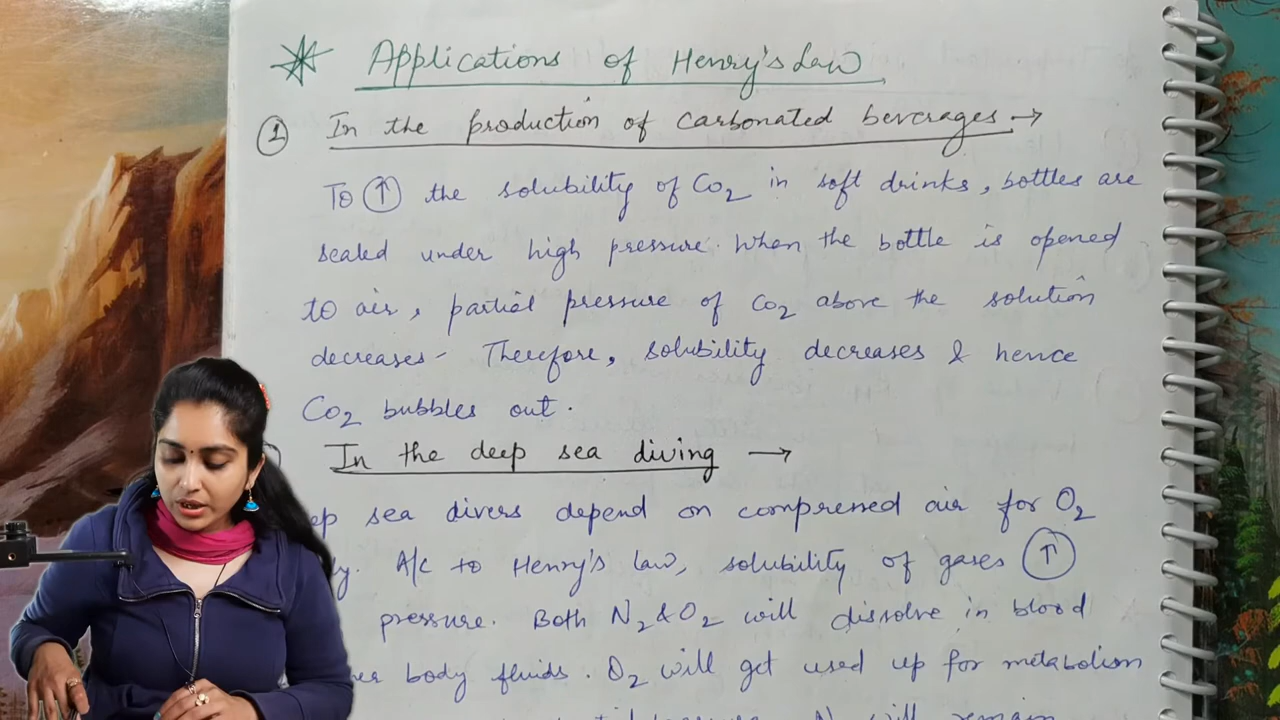 Applications of Henry's Law
1 In the production of carbonated beverages →
To ↑ the solubility of CO2 in soft drinks, bottles are
sealed under high pressure. When the bottle is opened
to air, partial pressure of CO2 above the solution
decreases- Therefore, solubility decreases & hence
CO2 bubbles out.
In the deep sea diving →
sea divers depend on compressed air for O2
A/c to Henry's law, solubility of gases ↑
pressure. Both N2 & O2 will dissolve in blood
body fluids. O2 will get used up for metabolism
will remain